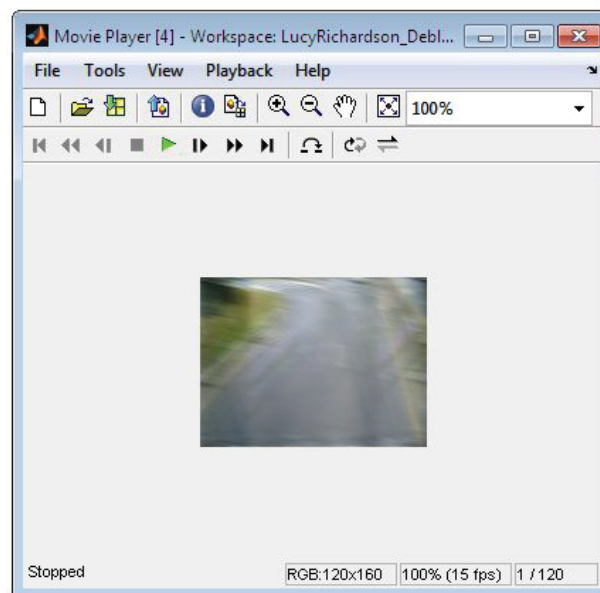 Movie Player [4] - Workspace: LucyRichardson_Debl...
File Tools View Playback Help
100%
Stopped
RGB:120x160 100% (15 fps) 1 / 120